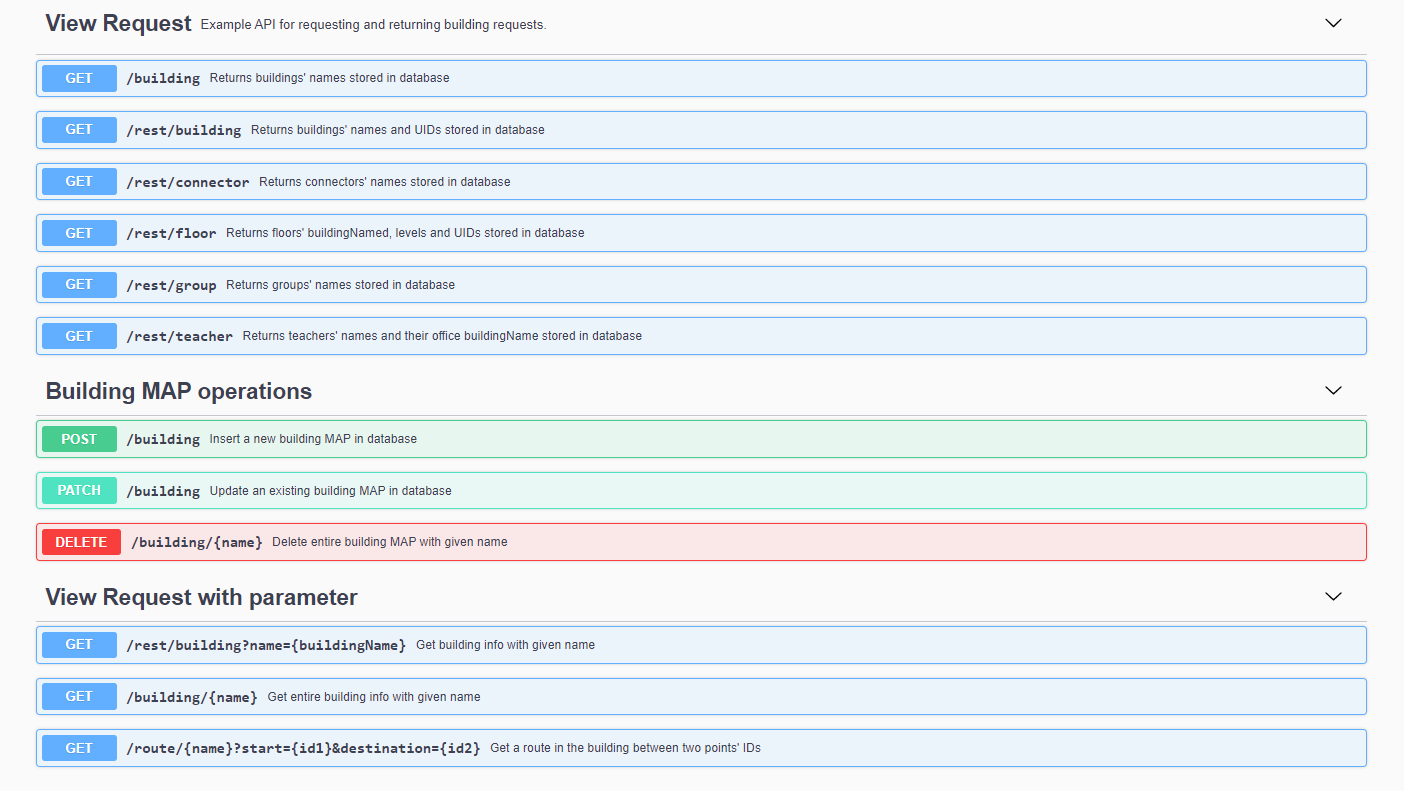 View Request Example API for requesting and returning building requests.
GET /building Returns buildings' names stored in database
GET /rest/building Returns buildings' names and UIDs stored in database
GET /rest/connector Returns connectors' names stored in database
GET /rest/floor Returns floors' buildingNamed, levels and UIDs stored in database
GET /rest/group Returns groups' names stored in database
GET /rest/teacher Returns teachers' names and their office buildingName stored in database
Building MAP operations
POST /building Insert a new building MAP in database
PATCH /building Update an existing building MAP in database
DELETE /building/{name} Delete entire building MAP with given name
View Request with parameter
GET /rest/building?name={buildingName} Get building info with given name
GET /building/{name} Get entire building info with given name
GET /route/{name}?start={id1}&destination={id2} Get a route in the building between two points' IDs